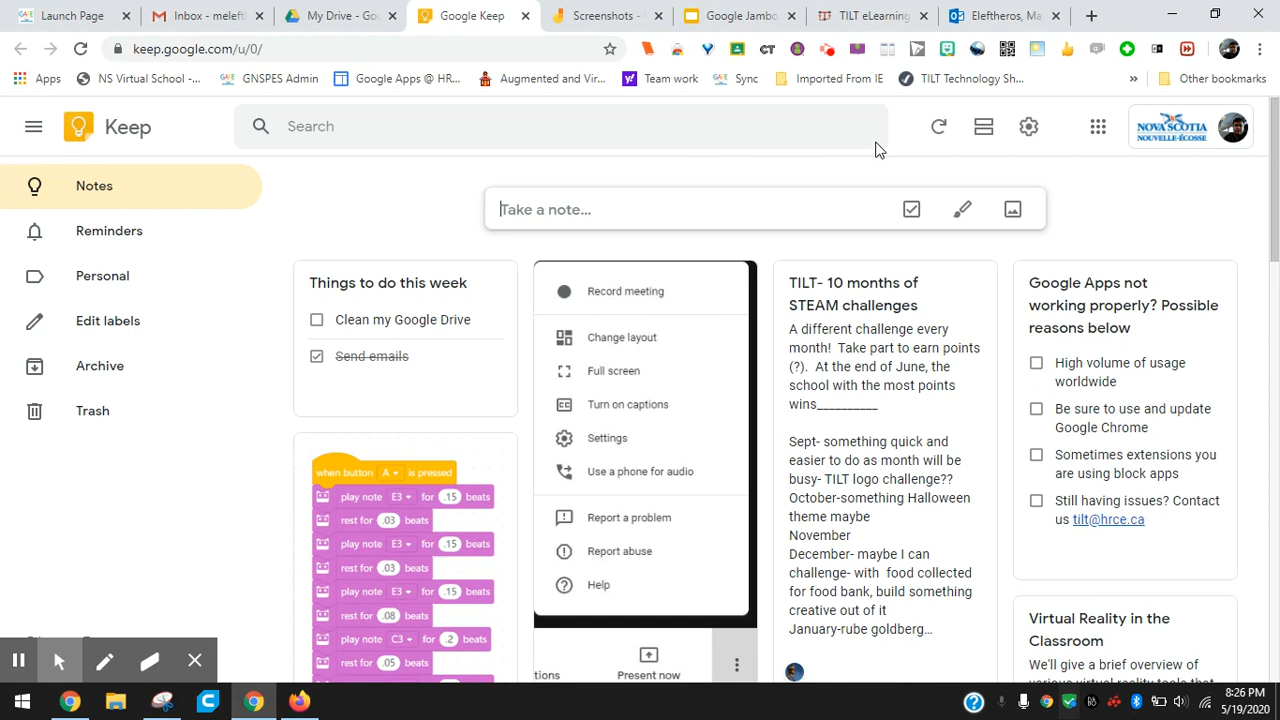 Launch Page
Inbox - meleft
My Drive - Goo
Google Keep
Screenshots -
Google Jambo
TILT eLearning
Eleftheros, Ma
keep.google.com/u/0/
Apps
NS Virtual School -...
GNSPES Admin
Google Apps @ HR...
Augmented and Vir...
Team work
Sync
Imported From IE
TILT Technology Sh...
Other bookmarks
Keep
Search
NOVA SCOTIA
NOUVELLE-ÉCOSSE
Notes
Reminders
Personal
Edit labels
Archive
Trash
Take a note...
Things to do this week
Clean my Google Drive
Send emails
when button A is pressed
play note E3 for .15 beats
rest for .03 beats
play note E3 for .15 beats
rest for .03 beats
play note E3 for .15 beats
rest for .08 beats
play note C3 for .2 beats
rest for .05 beats
Record meeting
Change layout
Full screen
Turn on captions
Settings
Use a phone for audio
Report a problem
Report abuse
Help
tions
Present now
TILT- 10 months of
STEAM challenges
A different challenge every
month! Take part to earn points
(?). At the end of June, the
school with the most points
wins__________
Sept- something quick and
easier to do as month will be
busy- TILT logo challenge??
October-something Halloween
theme maybe
November
December- maybe I can
challenge- with food collected
for food bank, build something
creative out of it
January-rube goldberg...
Google Apps not
working properly? Possible
reasons below
High volume of usage
worldwide
Be sure to use and update
Google Chrome
Sometimes extensions you
are using block apps
Still having issues? Contact
us tilt@hrce.ca
Virtual Reality in the
Classroom
We'll give a brief overview of
8:26 PM
5/19/2020